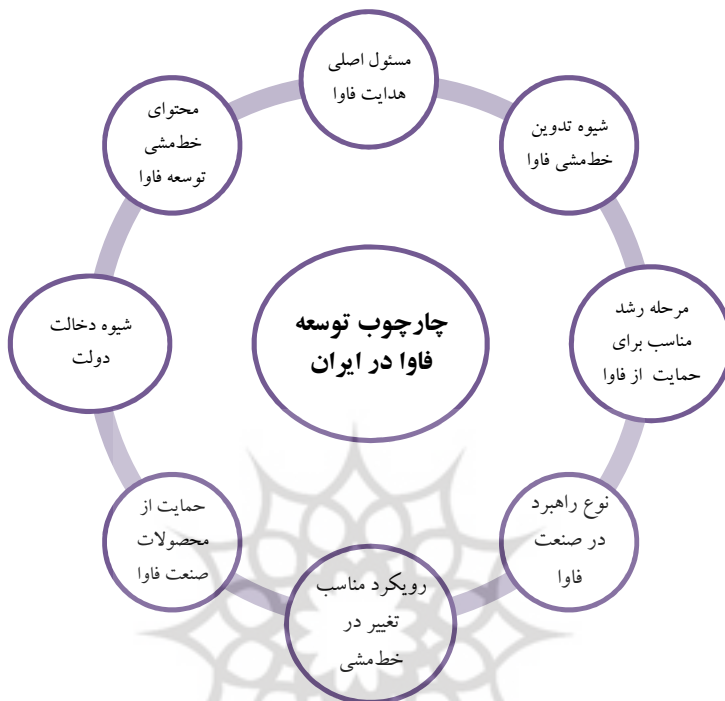 مسئول اصلی
هدایت فاوا
شیوه تدوین
خط‌مشی فاوا
مرحله رشد
مناسب برای
حمایت از فاوا
نوع راهبرد
در صنعت
فاوا
رویکرد مناسب
تغییر در
خط‌مشی
حمایت از
محصولات
صنعت فاوا
شیوه دخالت
دولت
محتوای
خط‌مشی
توسعه فاوا
چارچوب توسعه
فاوا در ایران